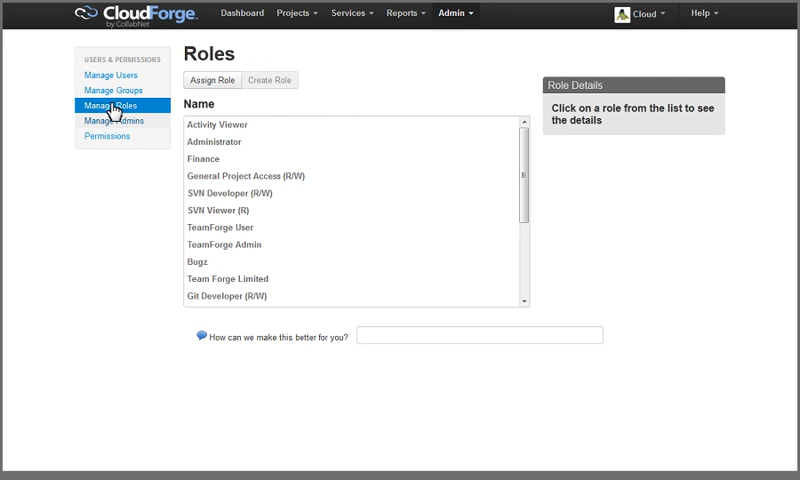 CloudForge
by CollabNet
Dashboard
Projects
Services
Reports
Admin
Cloud
Help
USERS & PERMISSIONS
Manage Users
Manage Groups
Manage Roles
Manage Admins
Permissions
Roles
Assign Role
Create Role
Name
Activity Viewer
Administrator
Finance
General Project Access (R/W)
SVN Developer (R/W)
SVN Viewer (R)
TeamForge User
TeamForge Admin
Bugz
Team Forge Limited
Git Developer (R/W)
Role Details
Click on a role from the list to see
the details
How can we make this better for you?